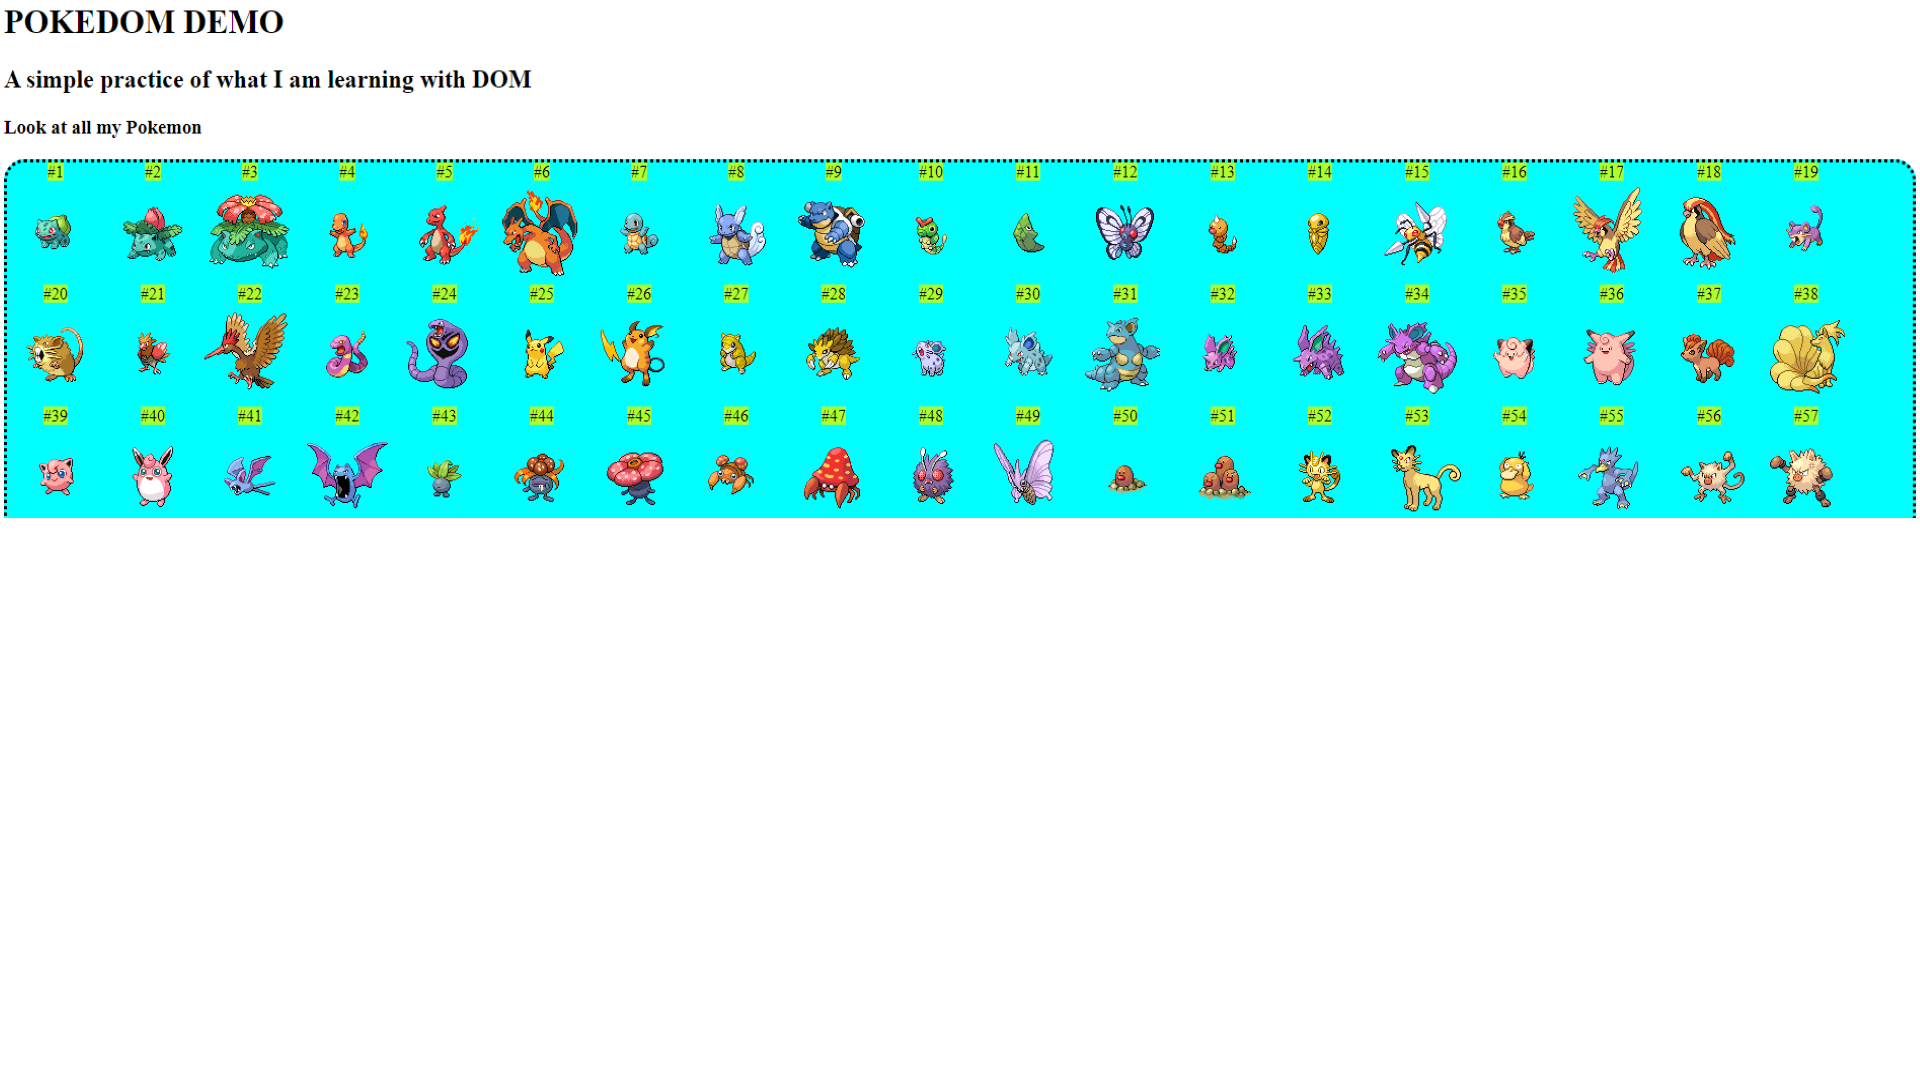 POKEDOM DEMO
A simple practice of what I am learning with DOM
Look at all my Pokemon
#1 #2 #3 #4 #5 #6 #7 #8 #9 #10 #11 #12 #13 #14 #15 #16 #17 #18 #19
#20 #21 #22 #23 #24 #25 #26 #27 #28 #29 #30 #31 #32 #33 #34 #35 #36 #37 #38
#39 #40 #41 #42 #43 #44 #45 #46 #47 #48 #49 #50 #51 #52 #53 #54 #55 #56 #57